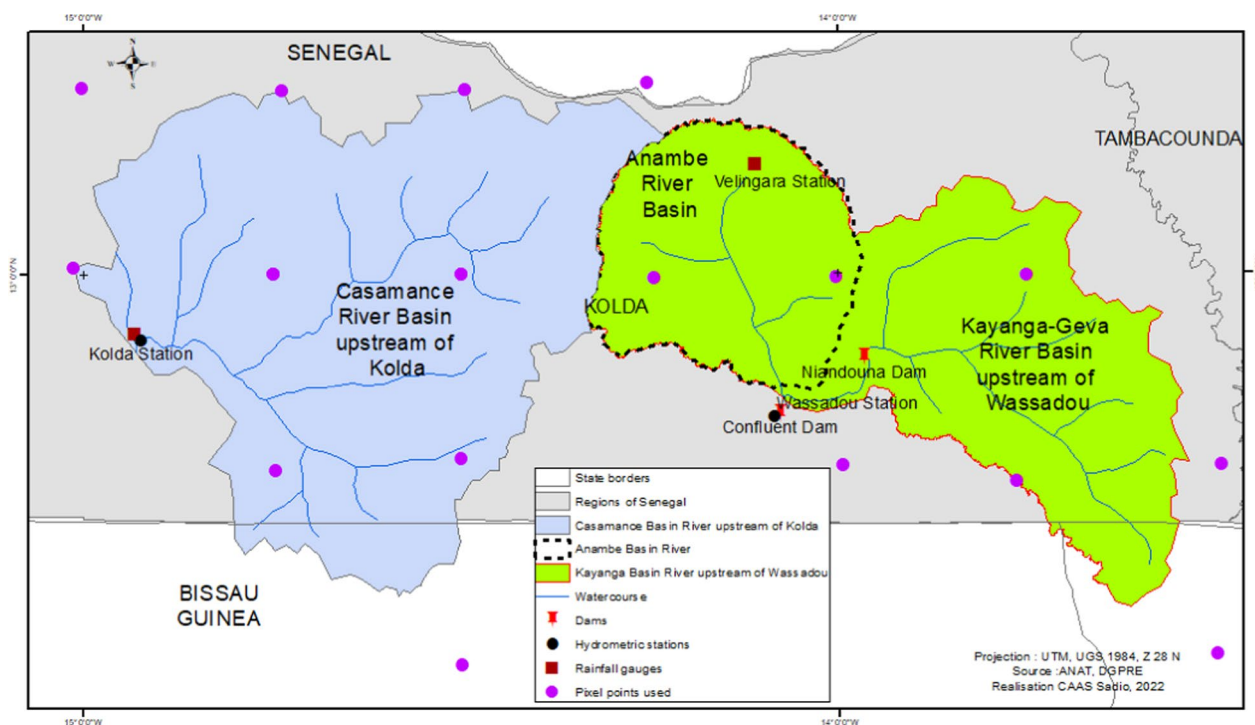 15°0'0"W
14°0'0"W
SENEGAL
TAMBACOUNDA
Anambe
River
Basin
Velingara Station
13°0'0"N
KOLDA
Casamance
River Basin
upstream of
Kolda
Kolda Station
Kayanga-Geva
River Basin
upstream of
Wassadou
Niandouna Dam
Wassadou Station
Confluent Dam
State borders
Regions of Senegal
Casamance Basin River upstream of Kolda
Anambe Basin River
Kayanga Basin River upstream of Wassadou
Watercourse
Dams
Hydrometric stations
Rainfall gauges
Pixel points used
BISSAU
GUINEA
Projection : UTM, UGS 1984, Z 28 N
Source :ANAT, DGPRE
Realisation CAAS Sadio, 2022
15°0'0"W
14°0'0"W